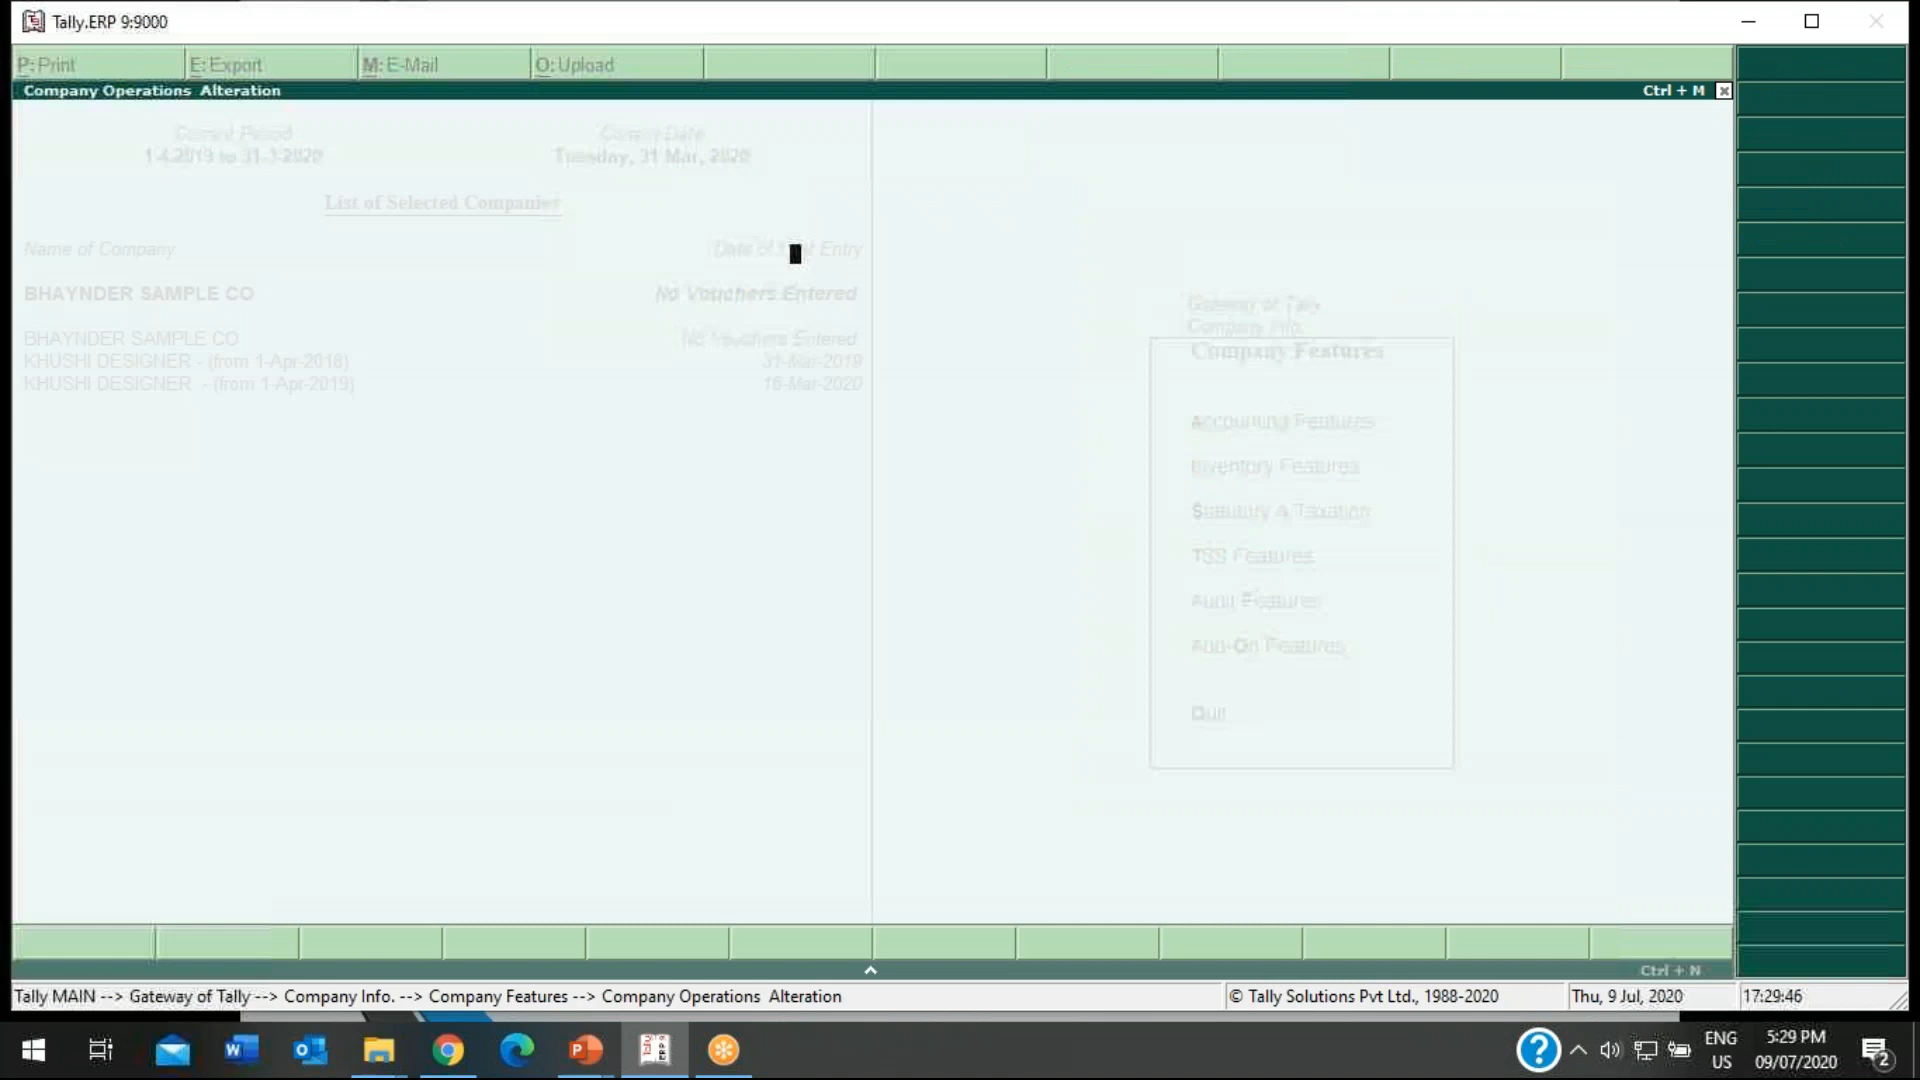 Tally.ERP 9:9000
P: Print
E: Export
M: E-Mail
O: Upload
Company Operations Alteration
Ctrl + M
Current Period
Current Date
1-4-2019 to 31-3-2020
Tuesday, 31 Mar, 2020
List of Selected Companies
Name of Company
Date of Entry
BHAYNDER SAMPLE CO
No Vouchers Entered
BHAYNDER SAMPLE CO
No Vouchers Entered
KHUSHI DESIGNER - (from 1-Apr-2018)
31-Mar-2019
KHUSHI DESIGNER - (from 1-Apr-2019)
16-Mar-2020
Gateway of Tally
Company Info.
Company Features
Accounting Features
Inventory Features
Statutory & Taxation
TSS Features
Audit Features
Add-On Features
Quit
Ctrl + N
Tally MAIN --> Gateway of Tally --> Company Info. --> Company Features --> Company Operations Alteration
© Tally Solutions Pvt Ltd., 1988-2020
Thu, 9 Jul, 2020
17:29:46
ENG
US
5:29 PM
09/07/2020
2